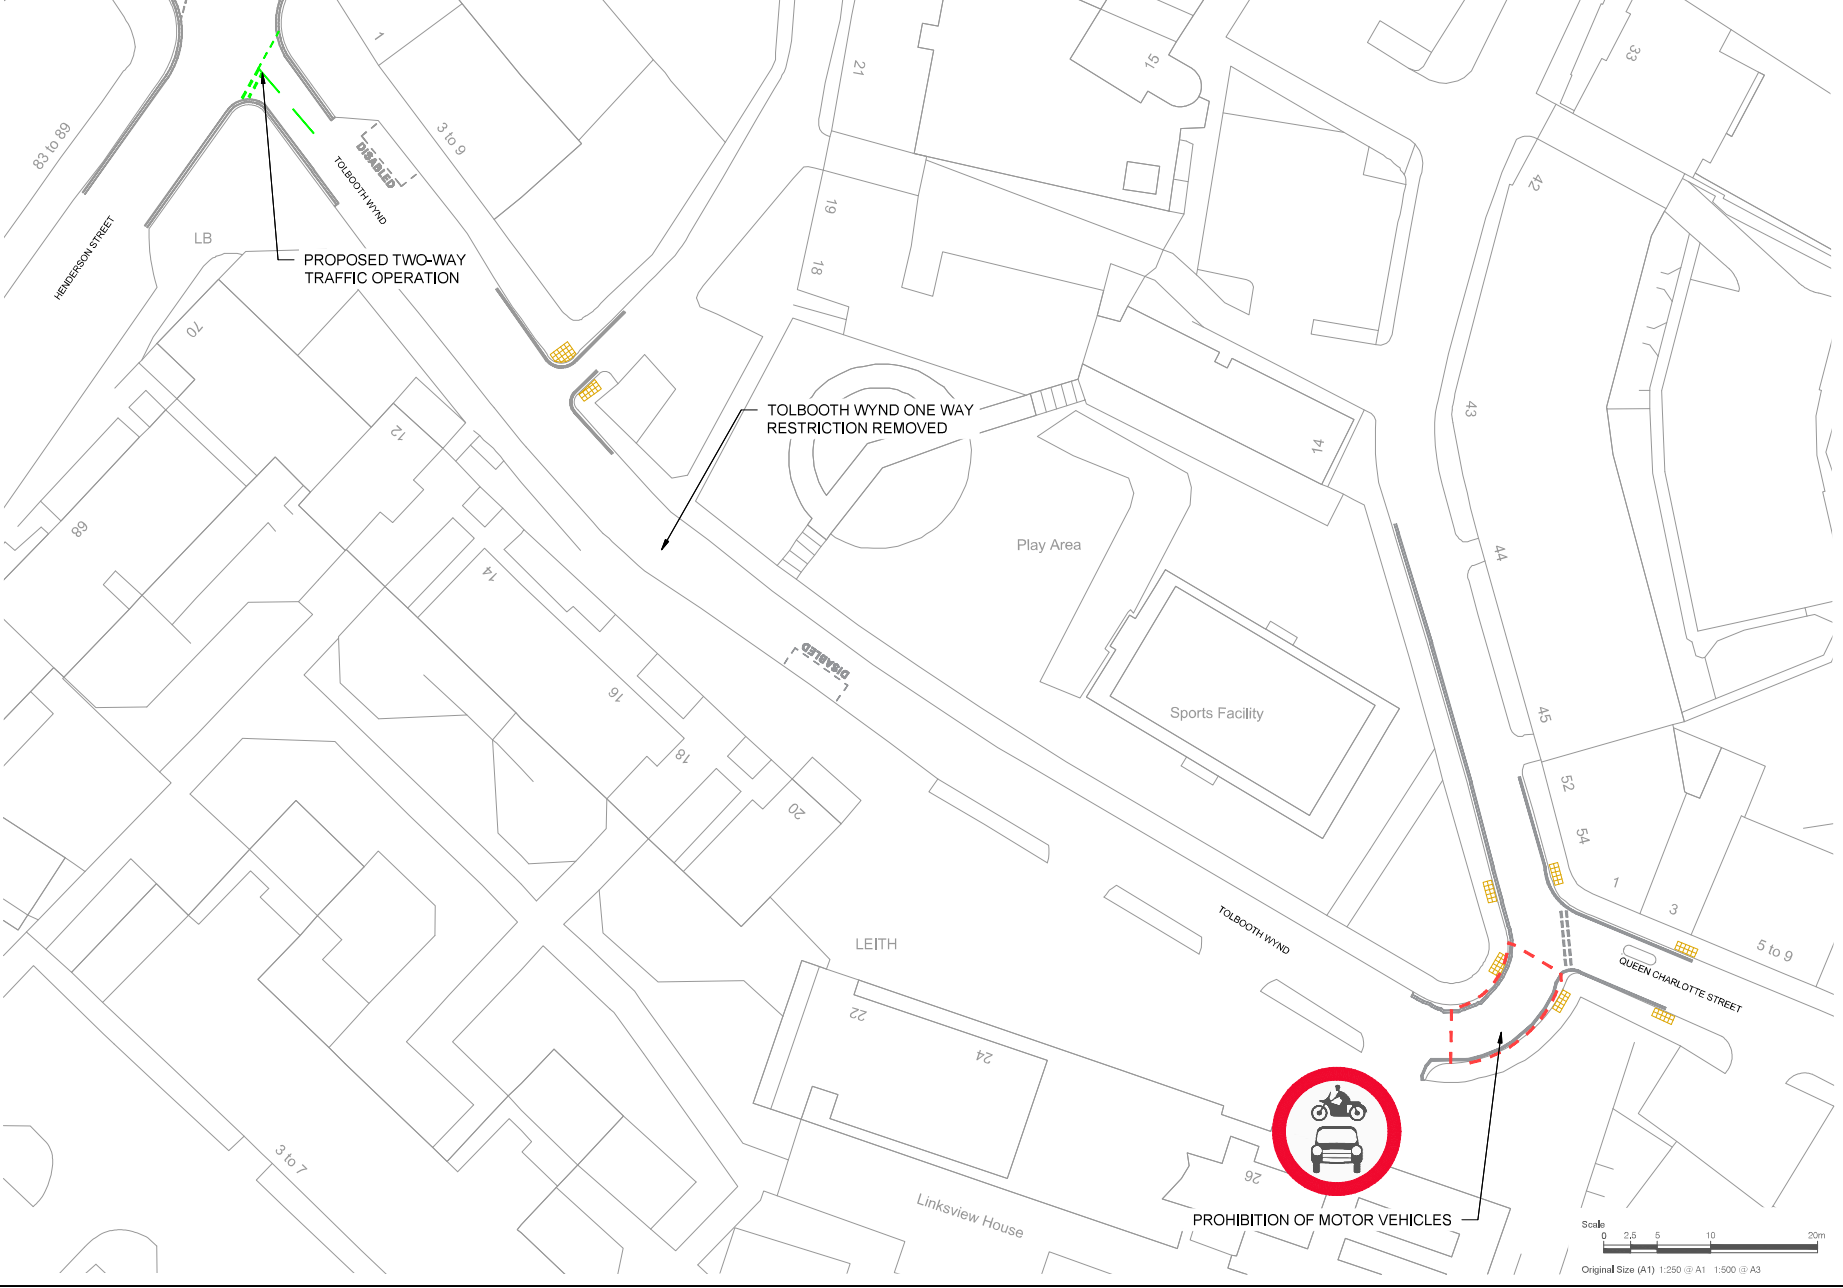 1
21
15
33
83 to 89
3 to 9
DISABLED
TOLBOOTH WYND
42
19
HENDERSON STREET
LB
PROPOSED TWO-WAY
TRAFFIC OPERATION
18
70
TOLBOOTH WYND ONE WAY
RESTRICTION REMOVED
43
12
14
68
Play Area
44
14
DISABLED
16
Sports Facility
45
18
52
20
54
1
3
TOLBOOTH WYND
LEITH
5 to 9
QUEEN CHARLOTTE STREET
22
24
3 to 7
26
Linksview House
PROHIBITION OF MOTOR VEHICLES
Scale
0 2.5 5 10 20m
Original Size (A1) 1:250 @ A1 1:500 @ A3